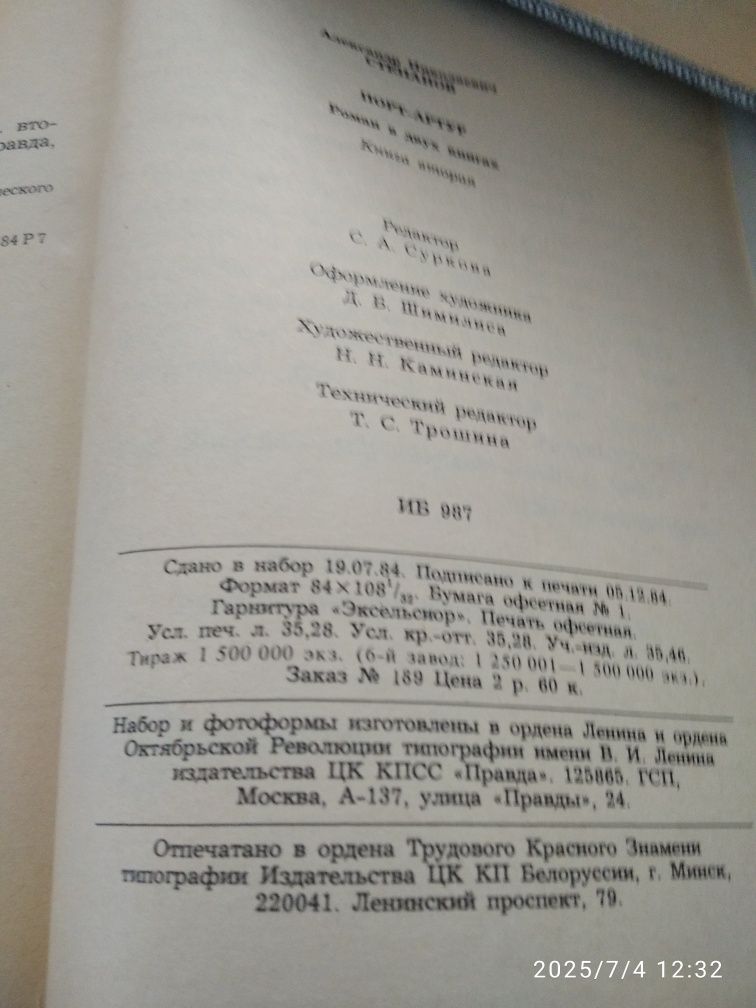 вто-
равда,
ческого
84 Р 7
Александр Николаевич
СТЕПАНОВ
ПОРТ-АРТУР
Роман в двух книгах
Книга вторая
Редактор
С. А. Суркова
Оформление художника
Д. Б. Шимилиса
Художественный редактор
Н. Н. Каминская
Технический редактор
Т. С. Трошина
ИБ 987
Сдано в набор 19.07.84. Подписано к печати 05.12.84.
Формат 84×108¹/₃₂. Бумага офсетная № 1.
Гарнитура «Эксельсиор». Печать офсетная.
Усл. печ. л. 35,28. Усл. кр.-отт. 35,28. Уч.-изд. л. 35,46.
Тираж 1 500 000 экз. (6-й завод: 1 250 001—1 500 000 экз.).
Заказ № 189 Цена 2 р. 60 к.
Набор и фотоформы изготовлены в ордена Ленина и ордена
Октябрьской Революции типографии имени В. И. Ленина
издательства ЦК КПСС «Правда». 125865. ГСП,
Москва, А-137, улица «Правды», 24.
Отпечатано в ордена Трудового Красного Знамени
типографии Издательства ЦК КП Белоруссии, г. Минск,
220041. Ленинский проспект, 79.
2025/7/4 12:32